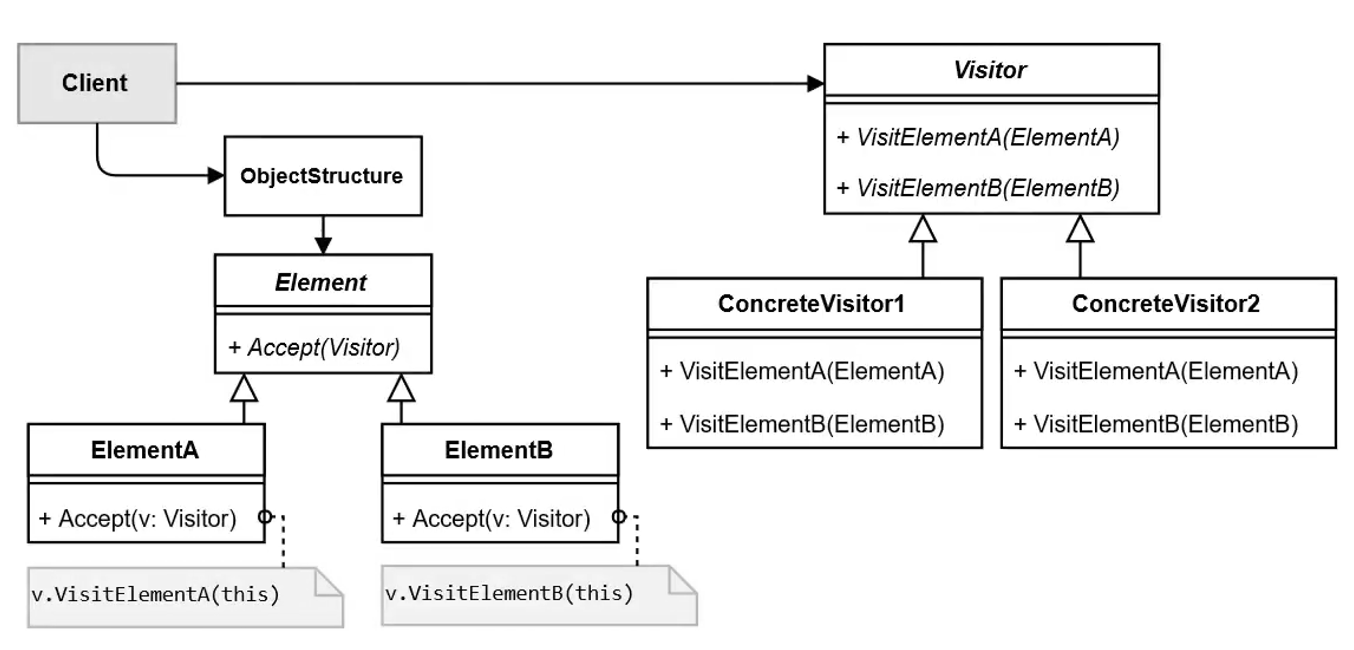 Client
Visitor
+ VisitElementA(ElementA)
+ VisitElementB(ElementB)
ObjectStructure
Element
+ Accept(Visitor)
ConcreteVisitor1
+ VisitElementA(ElementA)
+ VisitElementB(ElementB)
ConcreteVisitor2
+ VisitElementA(ElementA)
+ VisitElementB(ElementB)
ElementA
+ Accept(v: Visitor)
v.VisitElementA(this)
ElementB
+ Accept(v: Visitor)
v.VisitElementB(this)